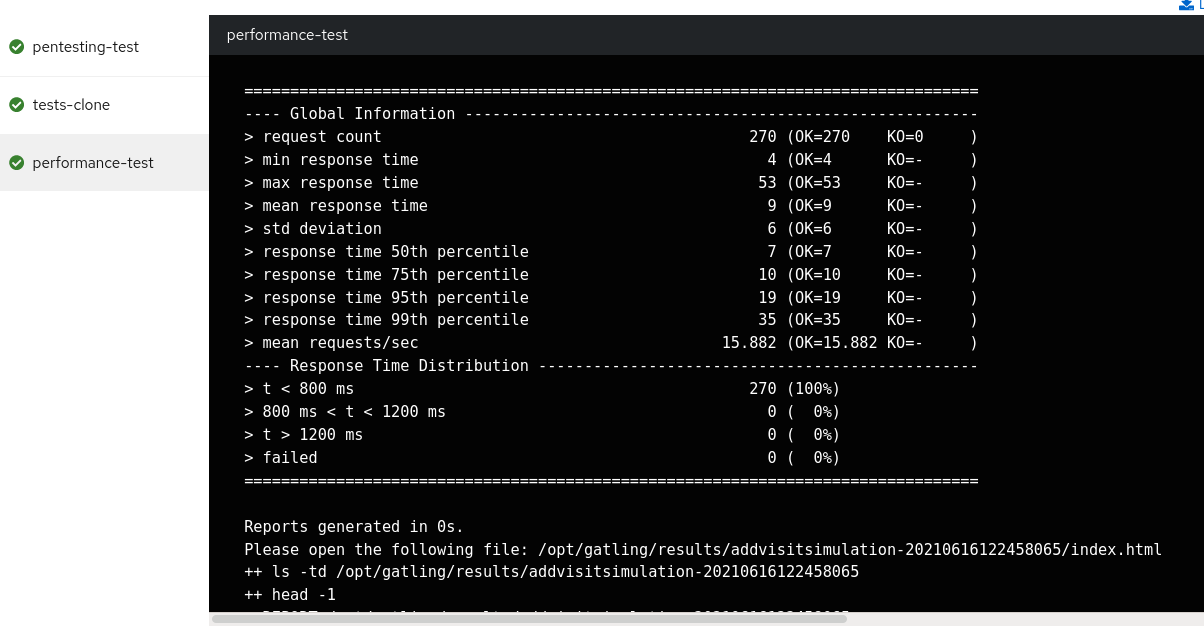 pentesting-test
tests-clone
performance-test
performance-test
================================================================================
---- Global Information --------------------------------------------------------
> request count                                        270 (OK=270    KO=0     )
> min response time                                      4 (OK=4      KO=-     )
> max response time                                     53 (OK=53     KO=-     )
> mean response time                                     9 (OK=9      KO=-     )
> std deviation                                          6 (OK=6      KO=-     )
> response time 50th percentile                          7 (OK=7      KO=-     )
> response time 75th percentile                         10 (OK=10     KO=-     )
> response time 95th percentile                         19 (OK=19     KO=-     )
> response time 99th percentile                         35 (OK=35     KO=-     )
> mean requests/sec                                 15.882 (OK=15.882 KO=-     )
---- Response Time Distribution ------------------------------------------------
> t < 800 ms                                           270 (100%)
> 800 ms < t < 1200 ms                                   0 (  0%)
> t > 1200 ms                                            0 (  0%)
> failed                                                 0 (  0%)
================================================================================
Reports generated in 0s.
Please open the following file: /opt/gatling/results/addvisitsimulation-20210616122458065/index.html
++ ls -td /opt/gatling/results/addvisitsimulation-20210616122458065
++ head -1